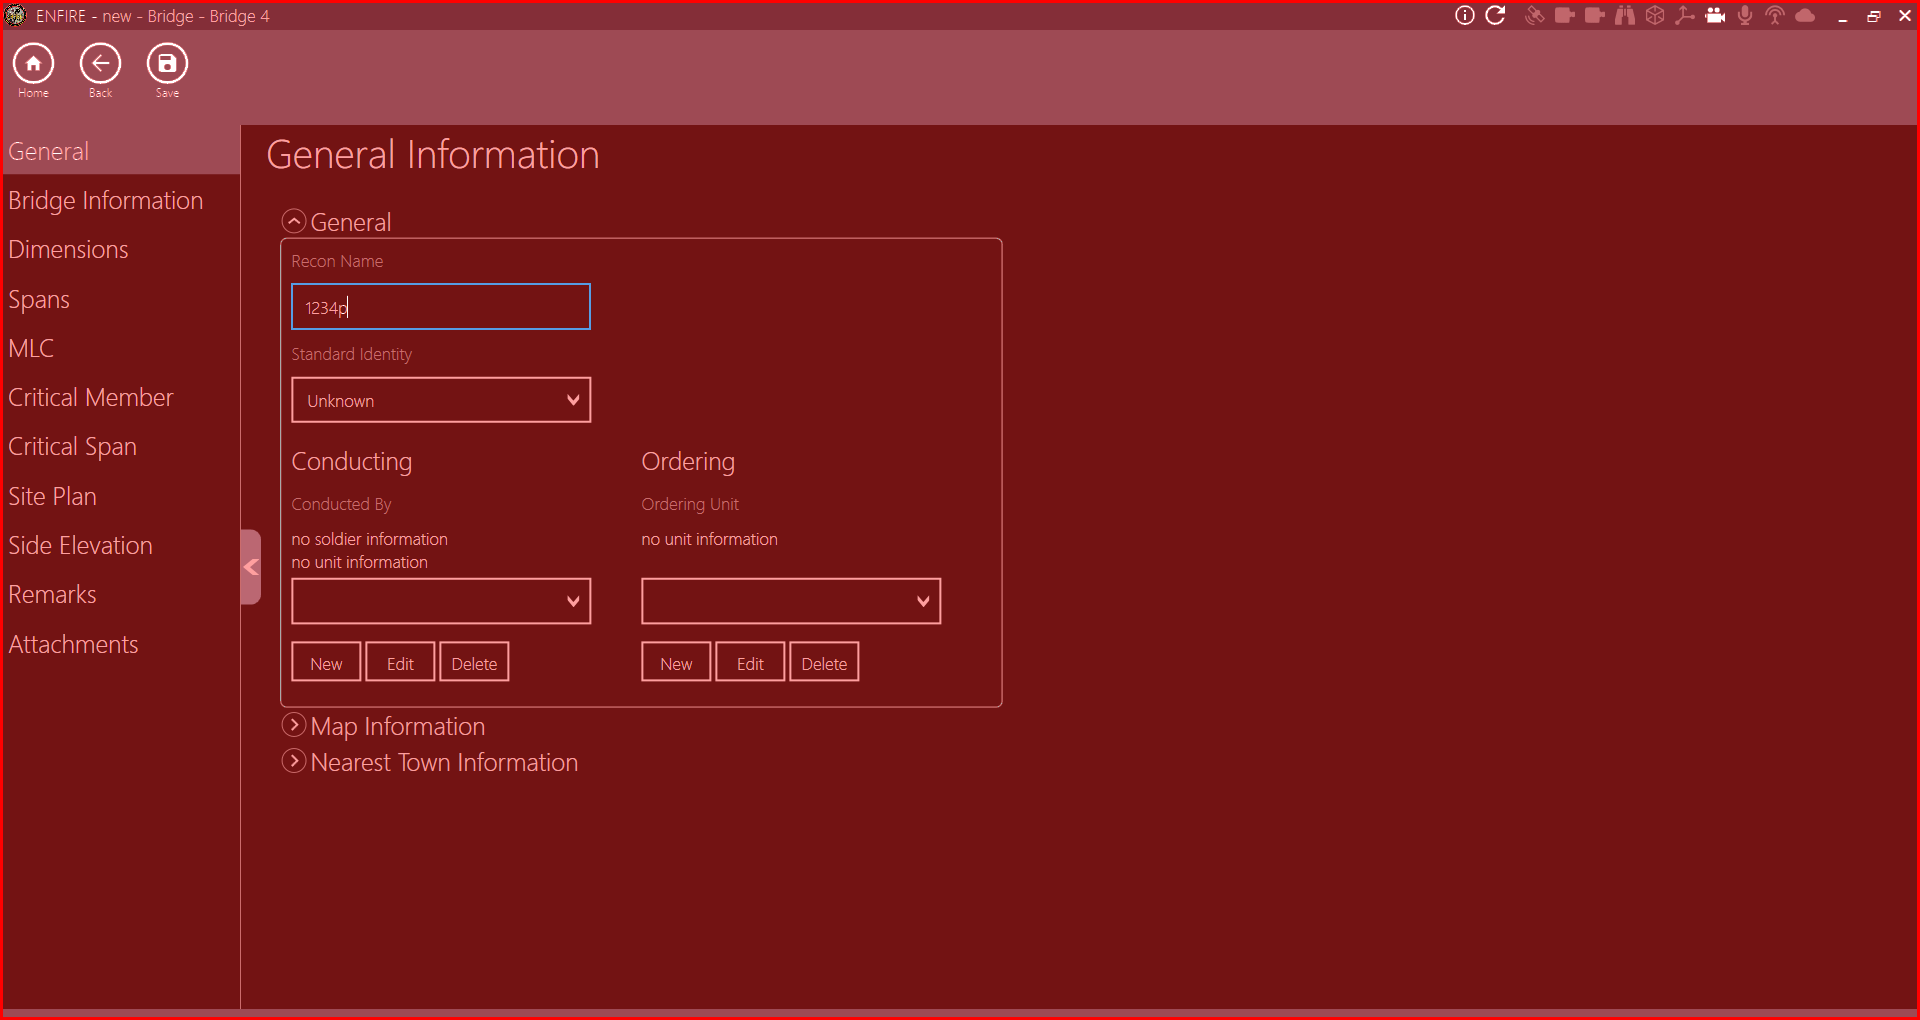 ENFIRE - new - Bridge - Bridge 4
Home
Back
Save
General
Bridge Information
Dimensions
Spans
MLC
Critical Member
Critical Span
Site Plan
Side Elevation
Remarks
Attachments
General Information
General
Recon Name
1234p
Standard Identity
Unknown
Conducting
Ordering
Conducted By
Ordering Unit
no soldier information
no unit information
no unit information
New
Edit
Delete
New
Edit
Delete
Map Information
Nearest Town Information